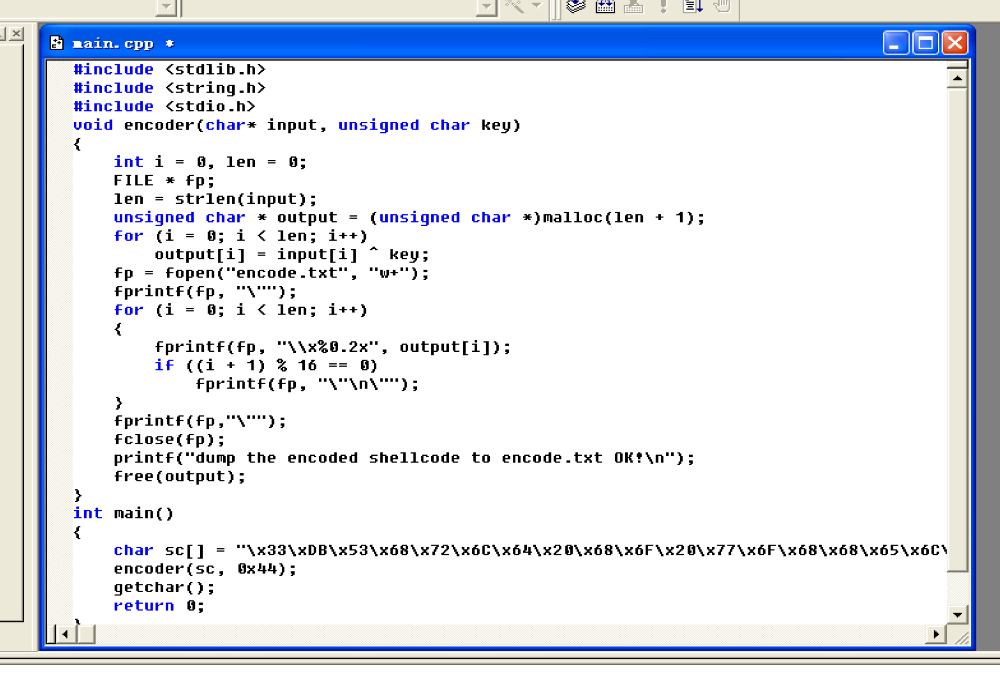 main.cpp *
#include <stdlib.h>
#include <string.h>
#include <stdio.h>
void encoder(char* input, unsigned char key)
{
    int i = 0, len = 0;
    FILE * fp;
    len = strlen(input);
    unsigned char * output = (unsigned char *)malloc(len + 1);
    for (i = 0; i < len; i++)
        output[i] = input[i] ^ key;
    fp = fopen("encode.txt", "w+");
    fprintf(fp, "\"");
    for (i = 0; i < len; i++)
    {
        fprintf(fp, "\\x%0.2x", output[i]);
        if ((i + 1) % 16 == 0)
            fprintf(fp, "\"\n\"");
    }
    fprintf(fp,"\"");
    fclose(fp);
    printf("dump the encoded shellcode to encode.txt OK!\n");
    free(output);
}
int main()
{
    char sc[] = "\x33\xDB\x53\x68\x72\x6C\x64\x20\x68\x6F\x20\x77\x6F\x68\x68\x65\x6C\
    encoder(sc, 0x44);
    getchar();
    return 0;
}